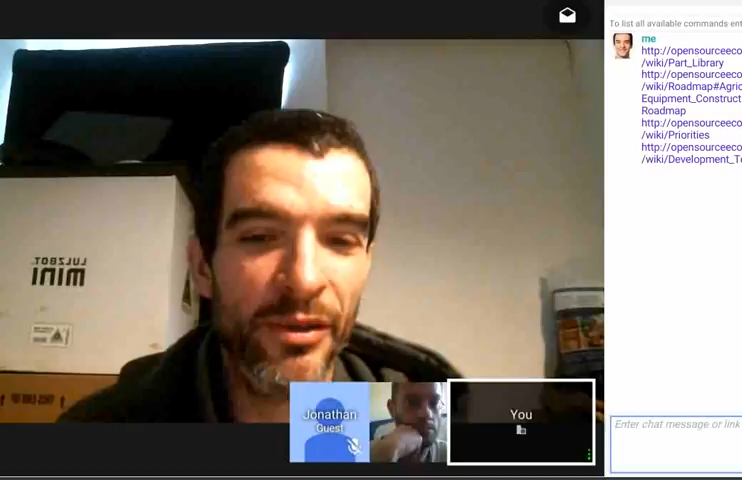 To list all available commands ent
me
http://opensourceeco
/wiki/Part_Library
http://opensourceeco
/wiki/Roadmap#Agric
Equipment_Construct
Roadmap
http://opensourceeco
/wiki/Priorities
http://opensourceeco
/wiki/Development_Te
LULZBOT
MINI
Jonathan
Guest
You
Enter chat message or link